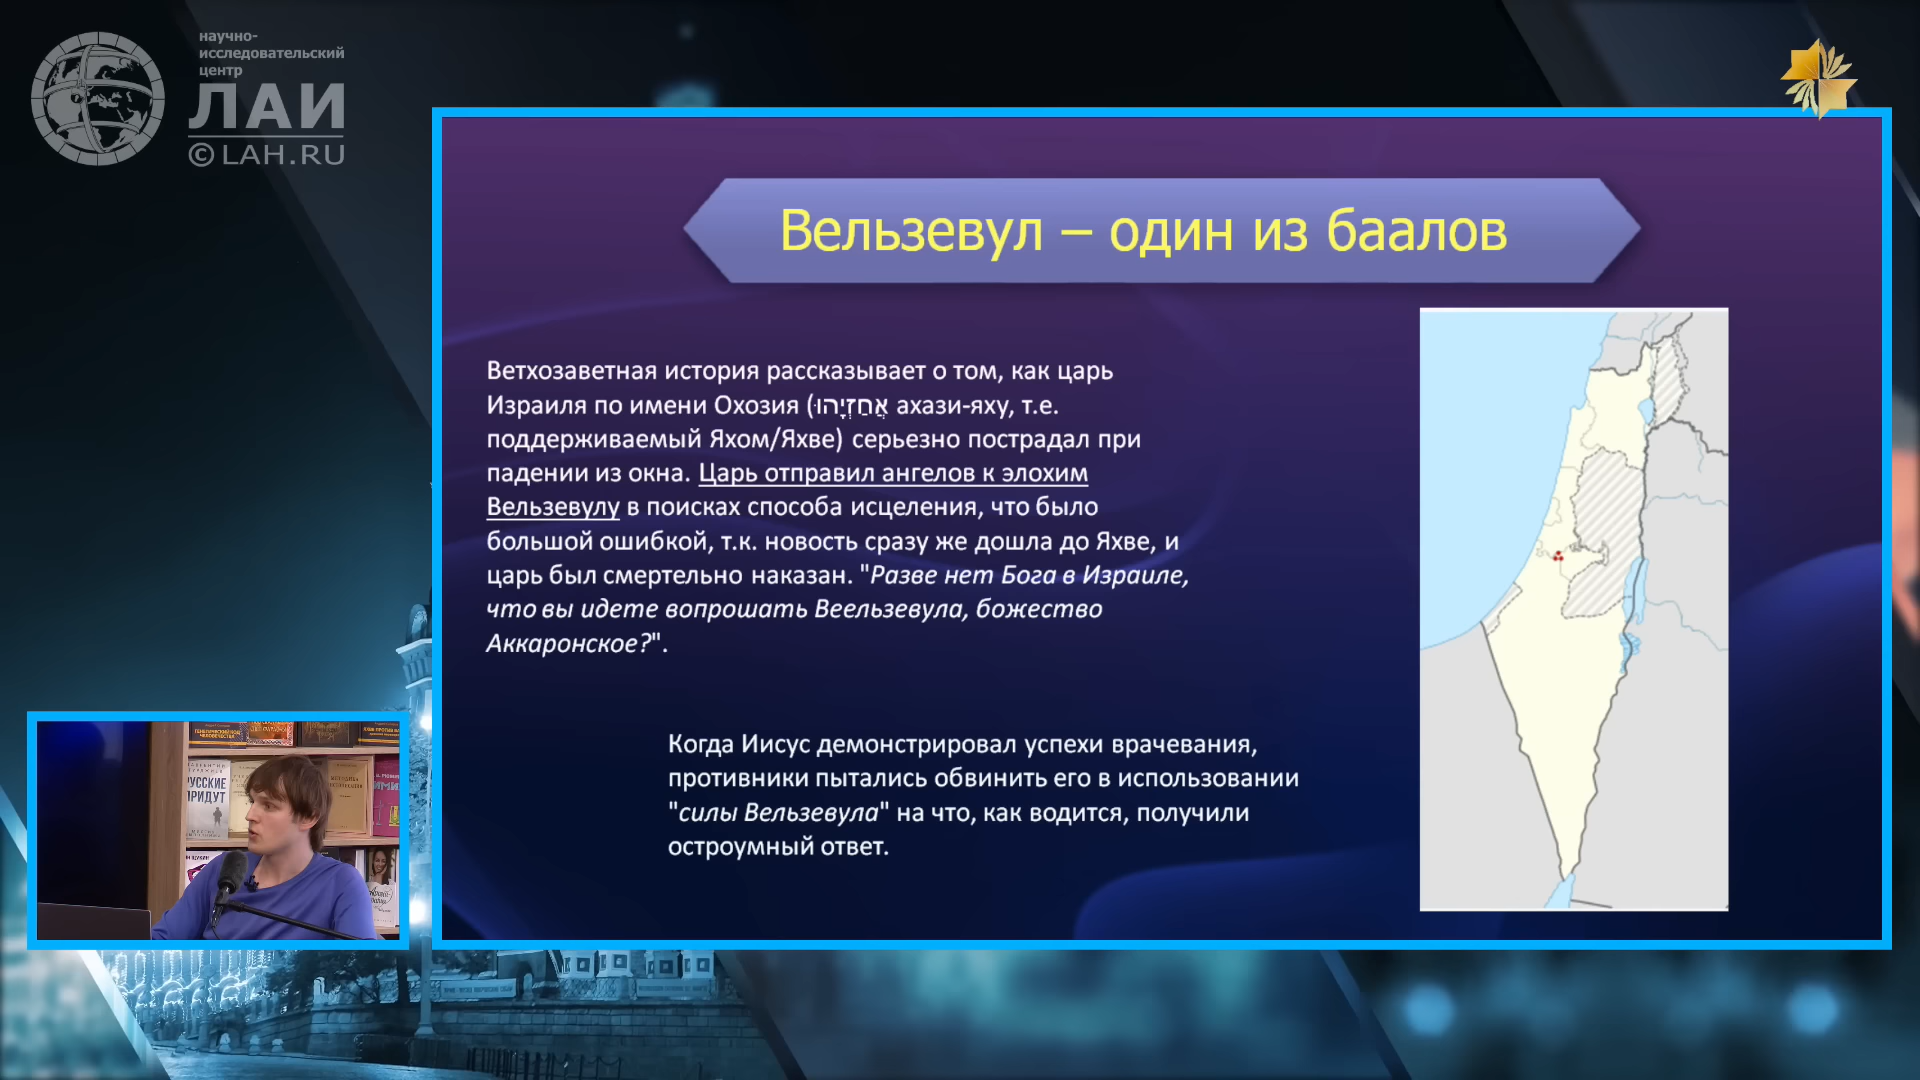 научно-
исследовательский
центр
ЛАИ
© LAH.RU
Вельзевул – один из баалов
Ветхозаветная история рассказывает о том, как царь
Израиля по имени Охозия (אֲחַזְיָהוּ ахази-яху, т.е.
поддерживаемый Яхом/Яхве) серьезно пострадал при
падении из окна. Царь отправил ангелов к элохим
Вельзевулу в поисках способа исцеления, что было
большой ошибкой, т.к. новость сразу же дошла до Яхве, и
царь был смертельно наказан. "Разве нет Бога в Израиле,
что вы идете вопрошать Веельзевула, божество
Аккаронское?".
Когда Иисус демонстрировал успехи врачевания,
противники пытались обвинить его в использовании
"силы Вельзевула" на что, как водится, получили
остроумный ответ.
РУССКИЕ
ПРИДУТ